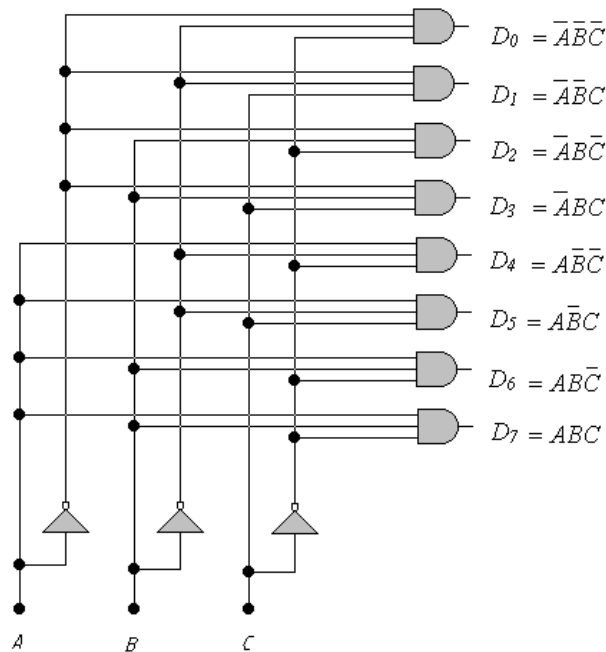 D₀ = A̅B̅C̅
D₁ = A̅B̅C
D₂ = A̅BC̅
D₃ = A̅BC
D₄ = AB̅C̅
D₅ = AB̅C
D₆ = ABC̅
D₇ = ABC
A B C